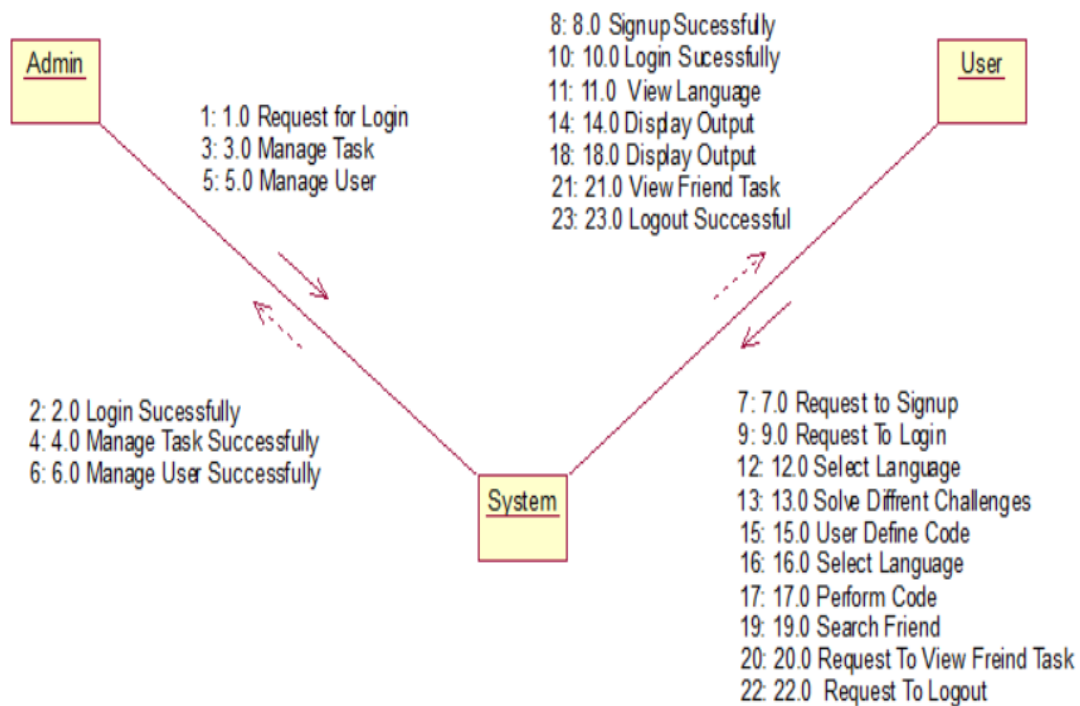 Admin
1: 1.0 Request for Login
3: 3.0 Manage Task
5: 5.0 Manage User
8: 8.0 Signup Sucessfully
10: 10.0 Login Sucessfully
11: 11.0 View Language
14: 14.0 Display Output
18: 18.0 Display Output
21: 21.0 View Friend Task
23: 23.0 Logout Successful
User
2: 2.0 Login Sucessfully
4: 4.0 Manage Task Successfully
6: 6.0 Manage User Successfully
System
7: 7.0 Request to Signup
9: 9.0 Request To Login
12: 12.0 Select Language
13: 13.0 Solve Diffrent Challenges
15: 15.0 User Define Code
16: 16.0 Select Language
17: 17.0 Perform Code
19: 19.0 Search Friend
20: 20.0 Request To View Freind Task
22: 22.0 Request To Logout